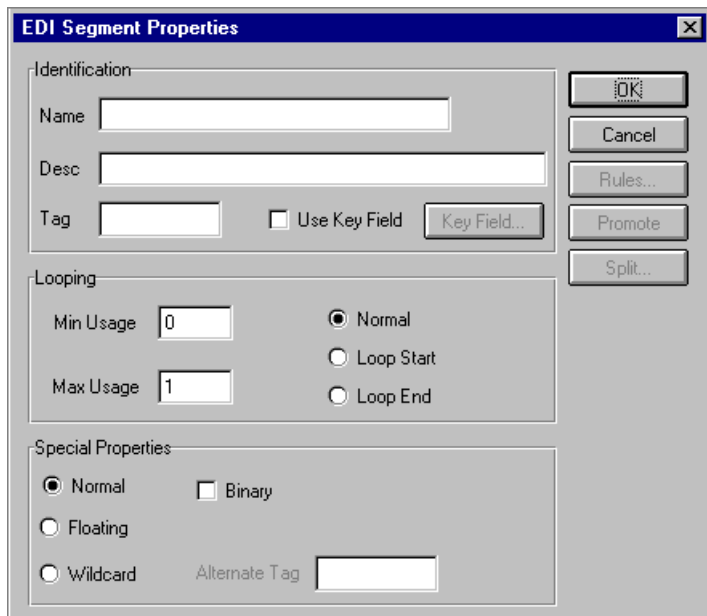 EDI Segment Properties
Identification
Name
Desc
Tag
Use Key Field
Key Field...
OK
Cancel
Rules...
Promote
Split...
Looping
Min Usage 0
Max Usage 1
Normal
Loop Start
Loop End
Special Properties
Normal
Binary
Floating
Wildcard
Alternate Tag